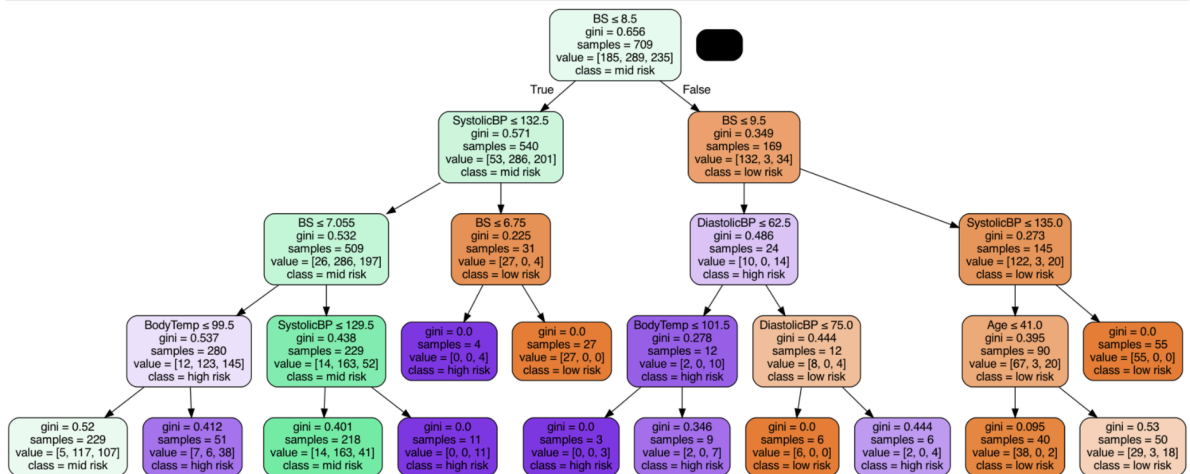 BS ≤ 8.5
gini = 0.656
samples = 709
value = [185, 289, 235]
class = mid risk
True
False
SystolicBP ≤ 132.5
gini = 0.571
samples = 540
value = [53, 286, 201]
class = mid risk
BS ≤ 9.5
gini = 0.349
samples = 169
value = [132, 3, 34]
class = low risk
BS ≤ 7.055
gini = 0.532
samples = 509
value = [26, 286, 197]
class = mid risk
BS ≤ 6.75
gini = 0.225
samples = 31
value = [27, 0, 4]
class = low risk
DiastolicBP ≤ 62.5
gini = 0.486
samples = 24
value = [10, 0, 14]
class = high risk
SystolicBP ≤ 135.0
gini = 0.273
samples = 145
value = [122, 3, 20]
class = low risk
BodyTemp ≤ 99.5
gini = 0.537
samples = 280
value = [12, 123, 145]
class = high risk
SystolicBP ≤ 129.5
gini = 0.438
samples = 229
value = [14, 163, 52]
class = mid risk
gini = 0.0
samples = 4
value = [0, 0, 4]
class = high risk
gini = 0.0
samples = 27
value = [27, 0, 0]
class = low risk
BodyTemp ≤ 101.5
gini = 0.278
samples = 12
value = [2, 0, 10]
class = high risk
DiastolicBP ≤ 75.0
gini = 0.444
samples = 12
value = [8, 0, 4]
class = low risk
Age ≤ 41.0
gini = 0.395
samples = 90
value = [67, 3, 20]
class = low risk
gini = 0.0
samples = 55
value = [55, 0, 0]
class = low risk
gini = 0.52
samples = 229
value = [5, 117, 107]
class = mid risk
gini = 0.412
samples = 51
value = [7, 6, 38]
class = high risk
gini = 0.401
samples = 218
value = [14, 163, 41]
class = mid risk
gini = 0.0
samples = 11
value = [0, 0, 11]
class = high risk
gini = 0.0
samples = 3
value = [0, 0, 3]
class = high risk
gini = 0.346
samples = 9
value = [2, 0, 7]
class = high risk
gini = 0.0
samples = 6
value = [6, 0, 0]
class = low risk
gini = 0.444
samples = 6
value = [2, 0, 4]
class = high risk
gini = 0.095
samples = 40
value = [38, 0, 2]
class = low risk
gini = 0.53
samples = 50
value = [29, 3, 18]
class = low risk